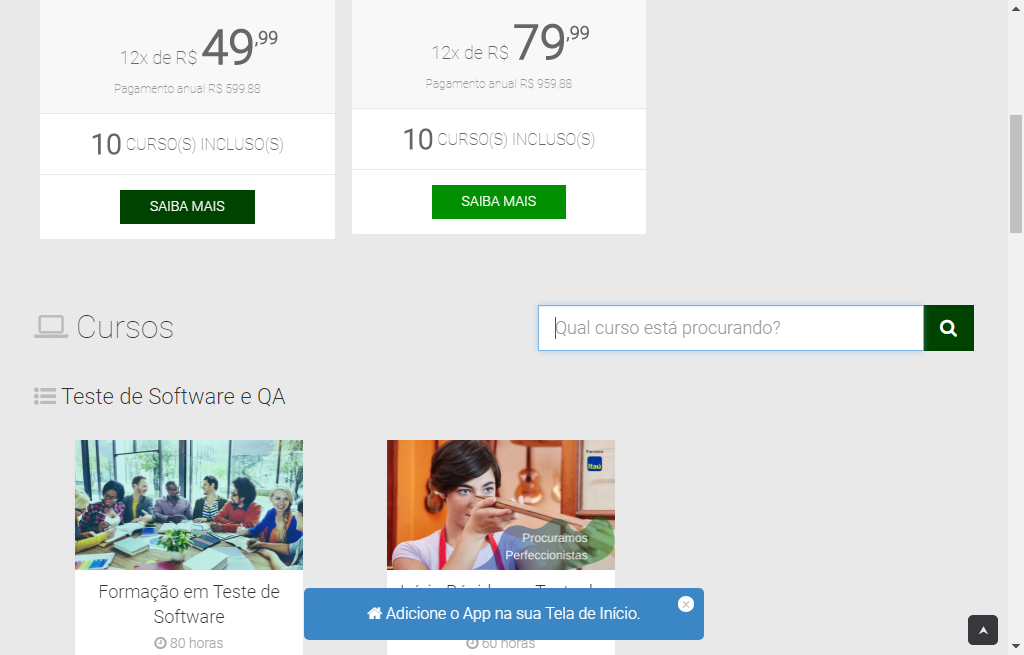 12x de R$ 49,99
Pagamento anual R$ 599,88
10 CURSO(S) INCLUSO(S)
SAIBA MAIS
12x de R$ 79,99
Pagamento anual R$ 959,88
10 CURSO(S) INCLUSO(S)
SAIBA MAIS
Cursos
Qual curso está procurando?
Teste de Software e QA
Formação em Teste de
Software
80 horas
Parceiro
Itaú
Procuramos
Perfeccionistas
60 horas
Adicione o App na sua Tela de Início.